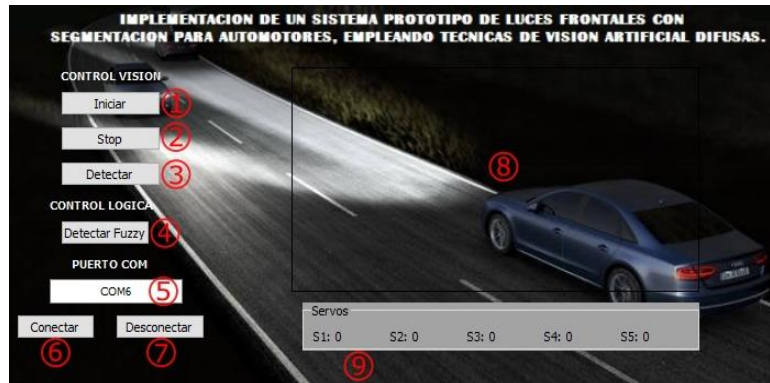 IMPLEMENTACION DE UN SISTEMA PROTOTIPO DE LUCES FRONTALES CON
SEGMENTACION PARA AUTOMOTORES, EMPLEANDO TECNICAS DE VISION ARTIFICIAL DIFUSAS.
CONTROL VISION
Iniciar ①
Stop ②
Detectar ③
⑧
CONTROL LOGICA
Detectar Fuzzy ④
PUERTO COM
COM6 ⑤
Conectar Desconectar
⑥ ⑦
Servos
S1: 0 S2: 0 S3: 0 S4: 0 S5: 0
⑨